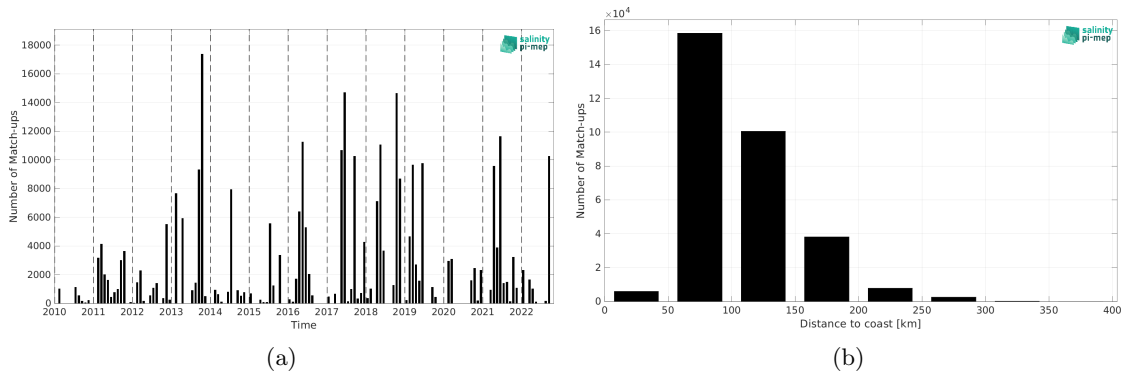 salinity
pi-mep
18000
16000
14000
12000
10000
8000
6000
4000
2000
0
Number of Match-ups
2010 2011 2012 2013 2014 2015 2016 2017 2018 2019 2020 2021 2022
Time
(a)
×10⁴
salinity
pi-mep
16
14
12
10
8
6
4
2
0
Number of Match-ups
0 50 100 150 200 250 300 350 400
Distance to coast [km]
(b)